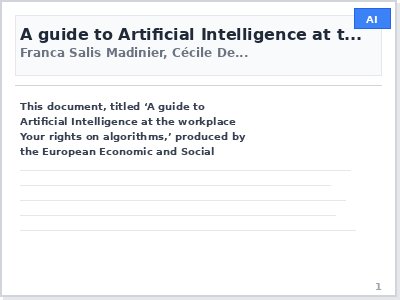 AI
A guide to Artificial Intelligence at t...
Franca Salis Madinier, Cécile De...
This document, titled ‘A guide to
Artificial Intelligence at the workplace
Your rights on algorithms,’ produced by
the European Economic and Social
1